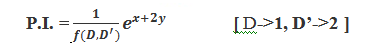 P.I. = 1/f(D,D') e^{x+2y} [D->1, D'->2 ]